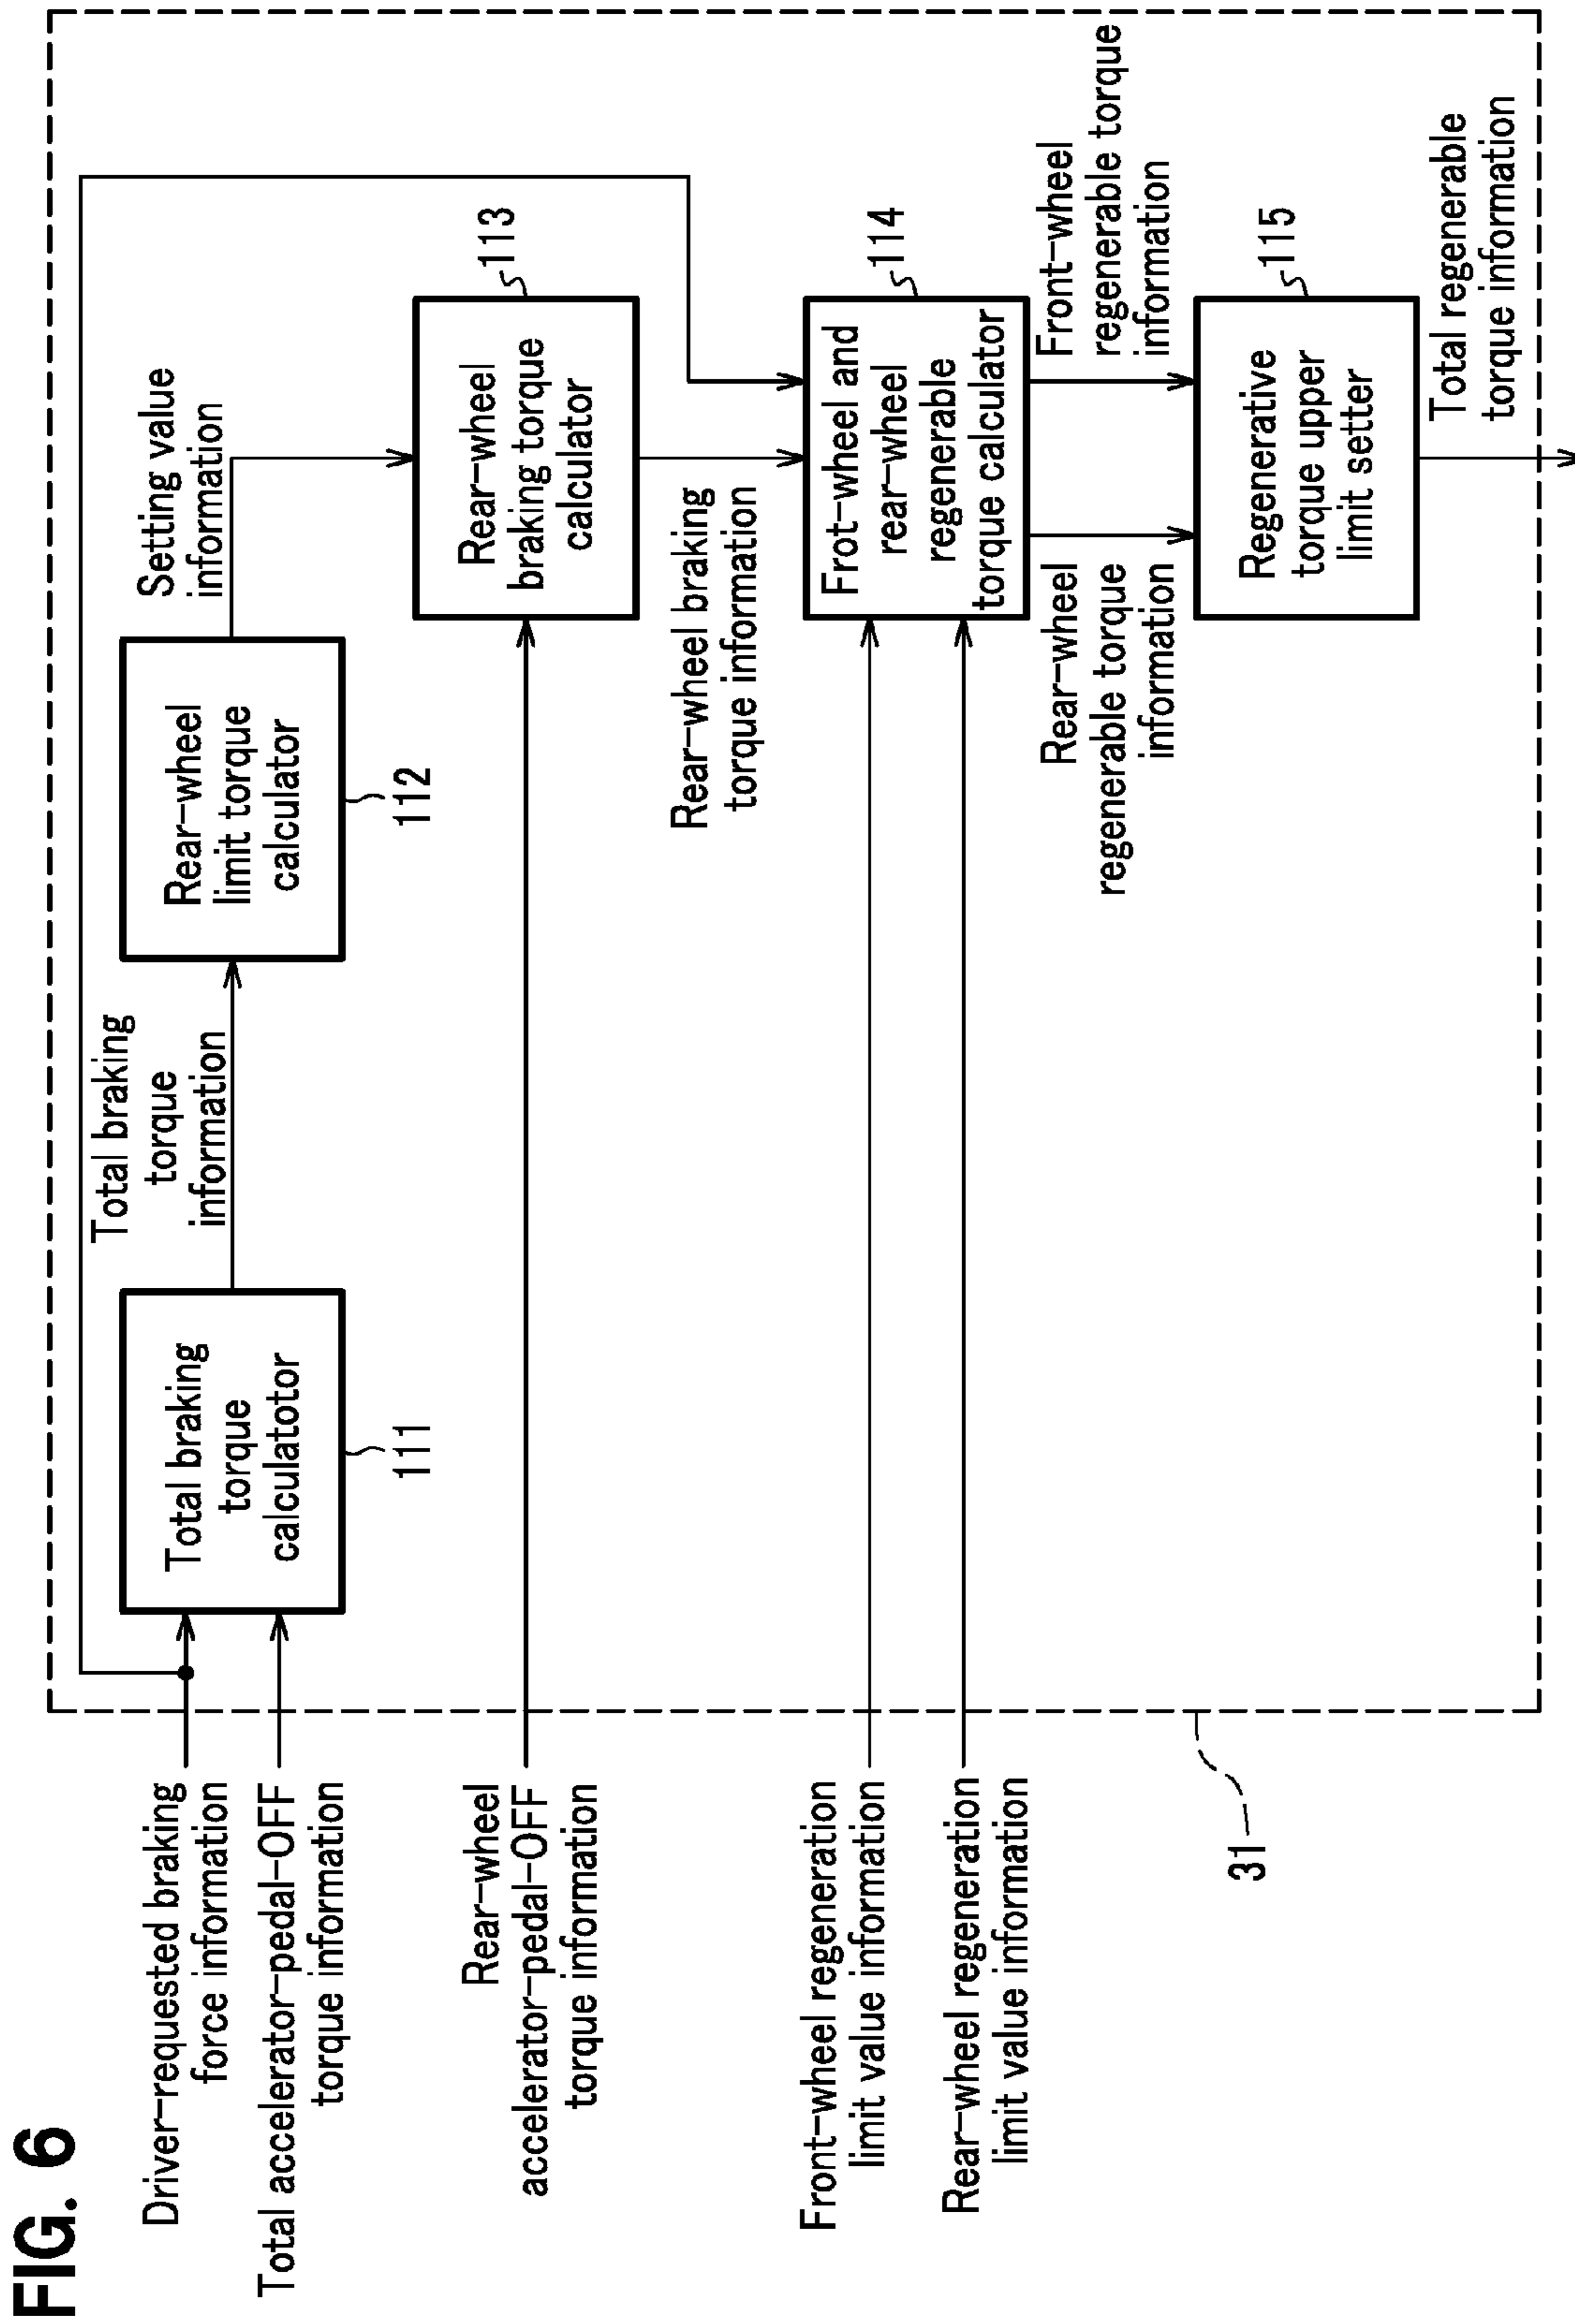 FIG. 6
Driver-requested braking
force information
Total accelerator-pedal-OFF
torque information
Rear-wheel
accelerator-pedal-OFF
torque information
Front-wheel regeneration
limit value information
Rear-wheel regeneration
limit value information
31
Total braking
torque
calculatotor
111
Total braking
torque
information
Rear-wheel
limit torque
calculator
112
Setting value
information
Rear-wheel
braking torque
calculator
113
Rear-wheel braking
torque information
Frot-wheel and
rear-wheel
regenerable
torque calculator
114
Rear-wheel
regenerable torque
information
Front-wheel
regenerable torque
information
Regenerative
torque upper
limit setter
115
Total regenerable
torque information